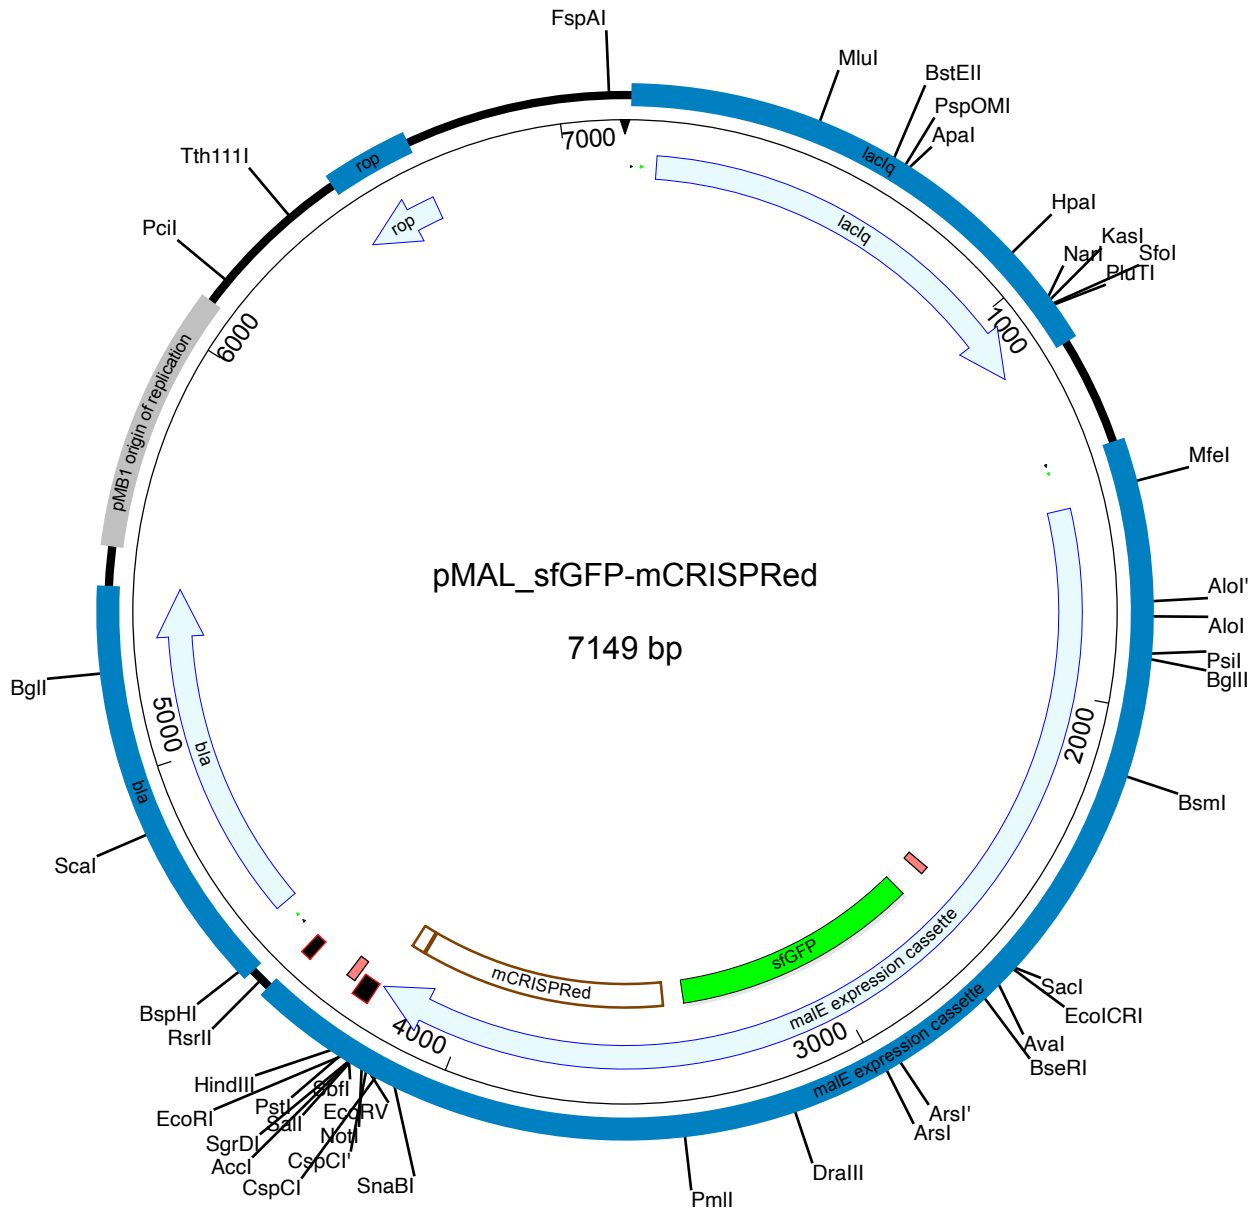 FspAI
MluI
BstEII
PspOMI
ApaI
HpaI
KasI
NarI
SfoI
PluTI
MfeI
AloI'
AloI
PsiI
BglII
BsmI
SacI
EcoICRI
AvaI
BseRI
ArsI'
ArsI
DraIII
PmlI
SnaBI
EcoRV
CspCI'
CspCI
NotI
SbfI
SalI
AccI
SgrDI
PstI
EcoRI
HindIII
RsrII
BspHI
ScaI
BglI
PciI
Tth111I
7000
1000
2000
3000
4000
5000
6000
lacIq
lacIq
rop
rop
pMB1 origin of replication
bla
bla
malE expression cassette
malE expression cassette
sfGFP
mCRISPRed
pMAL_sfGFP-mCRISPRed
7149 bp